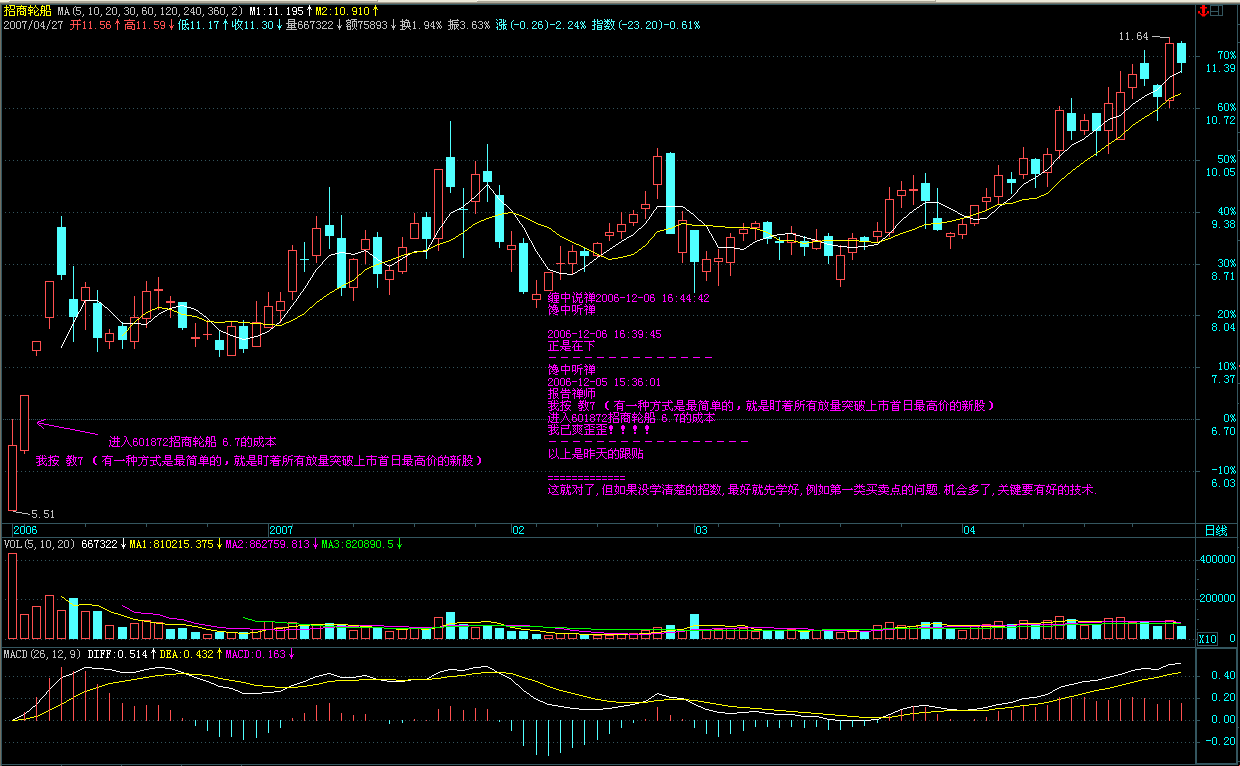 招商轮船 MA(5,10,20,30,60,120,240,360,2) M1:11.195↑M2:10.910↑
2007/04/27 开11.56↑高11.59↓低11.17↑收11.30↓量667322↓额75893↓换1.94% 振3.63% 涨(-0.26)-2.24% 指数(-23.20)-0.61%
11.64
70%
11.39
60%
10.72
50%
10.05
40%
9.38
30%
8.71
20%
8.04
10%
7.37
0%
6.70
-10%
6.03
缠中说禅2006-12-06 16:44:42
冷中听禅
2006-12-06 16:39:45
正是在下
－－－－－－－－－－－－－－
冷中听禅
2006-12-05 15:36:01
报告禅师
我按 教7 （有一种方式是最简单的，就是盯着所有放量突破上市首日最高价的新股）
进入601872招商轮船 6.7的成本
我已爽歪歪！！！！
－－－－－－－－－－－－－－－－－
以上是昨天的跟贴
=============
这就对了,但如果没学清楚的招数,最好就先学好,例如第一类买卖点的问题.机会多了,关键要有好的技术.
进入601872招商轮船 6.7的成本
我按 教7 （有一种方式是最简单的，就是盯着所有放量突破上市首日最高价的新股）
5.51
2006 2007 02 03 04 日线
VOL(5,10,20) 667322↓MA1:810215.375↓MA2:862759.813↓MA3:820890.5↓
400000
200000
X10 0
MACD(26,12,9) DIFF:0.514↑DEA:0.432↑MACD:0.163↓
0.40
0.20
0.00
-0.20